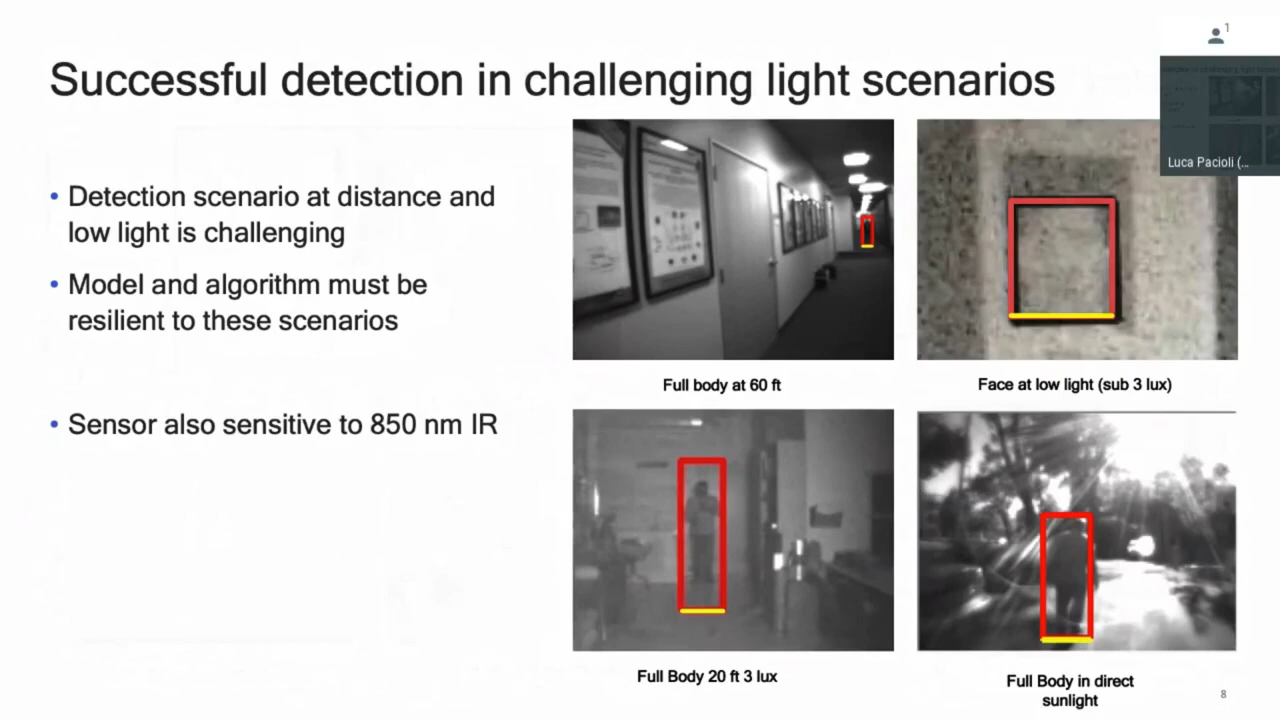 Successful detection in challenging light scenarios
1
Luca Pacioli (...
• Detection scenario at distance and
low light is challenging
• Model and algorithm must be
resilient to these scenarios
• Sensor also sensitive to 850 nm IR
Full body at 60 ft
Face at low light (sub 3 lux)
Full Body 20 ft 3 lux
Full Body in direct
sunlight
8